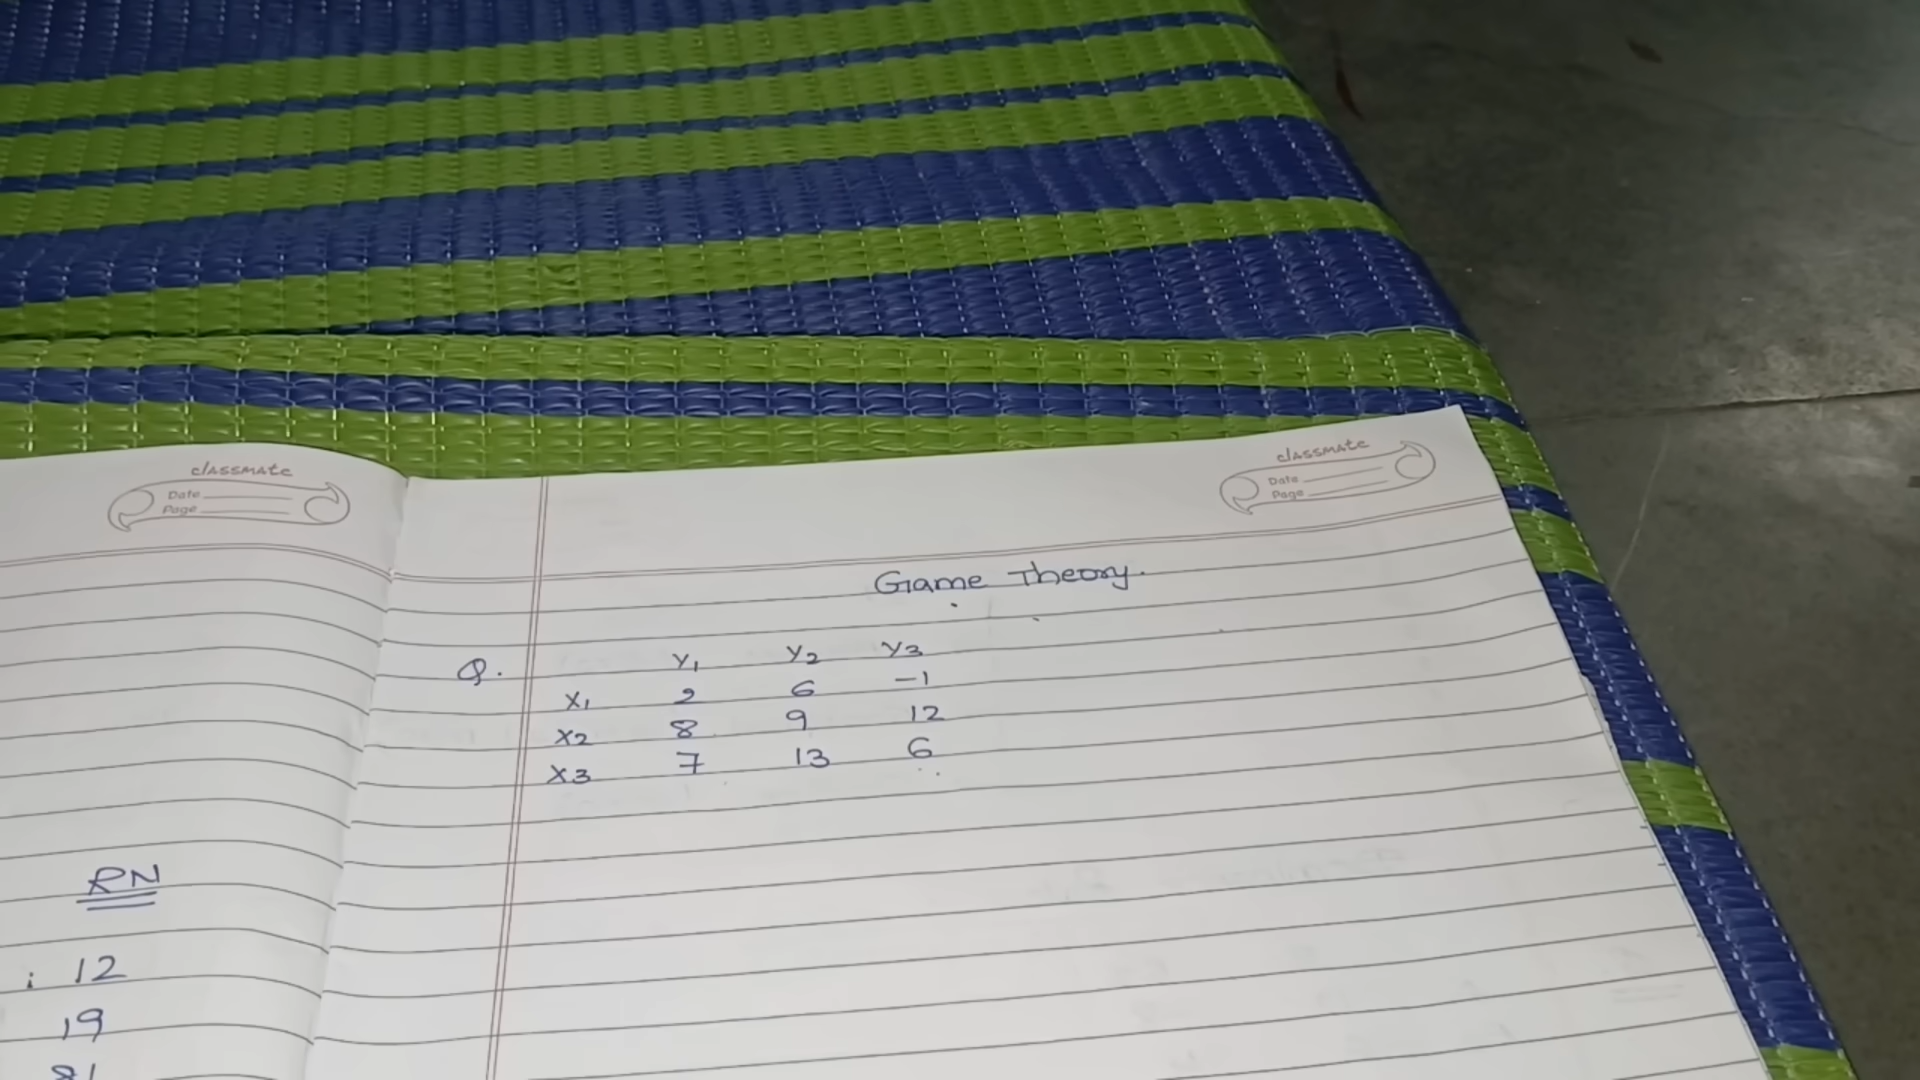 classmate
Date
Page
RN
12
19
81
classmate
Date
Page
Game Theory.
Q. Y1 Y2 Y3
X1 2 6 -1
X2 8 9 12
X3 7 13 6